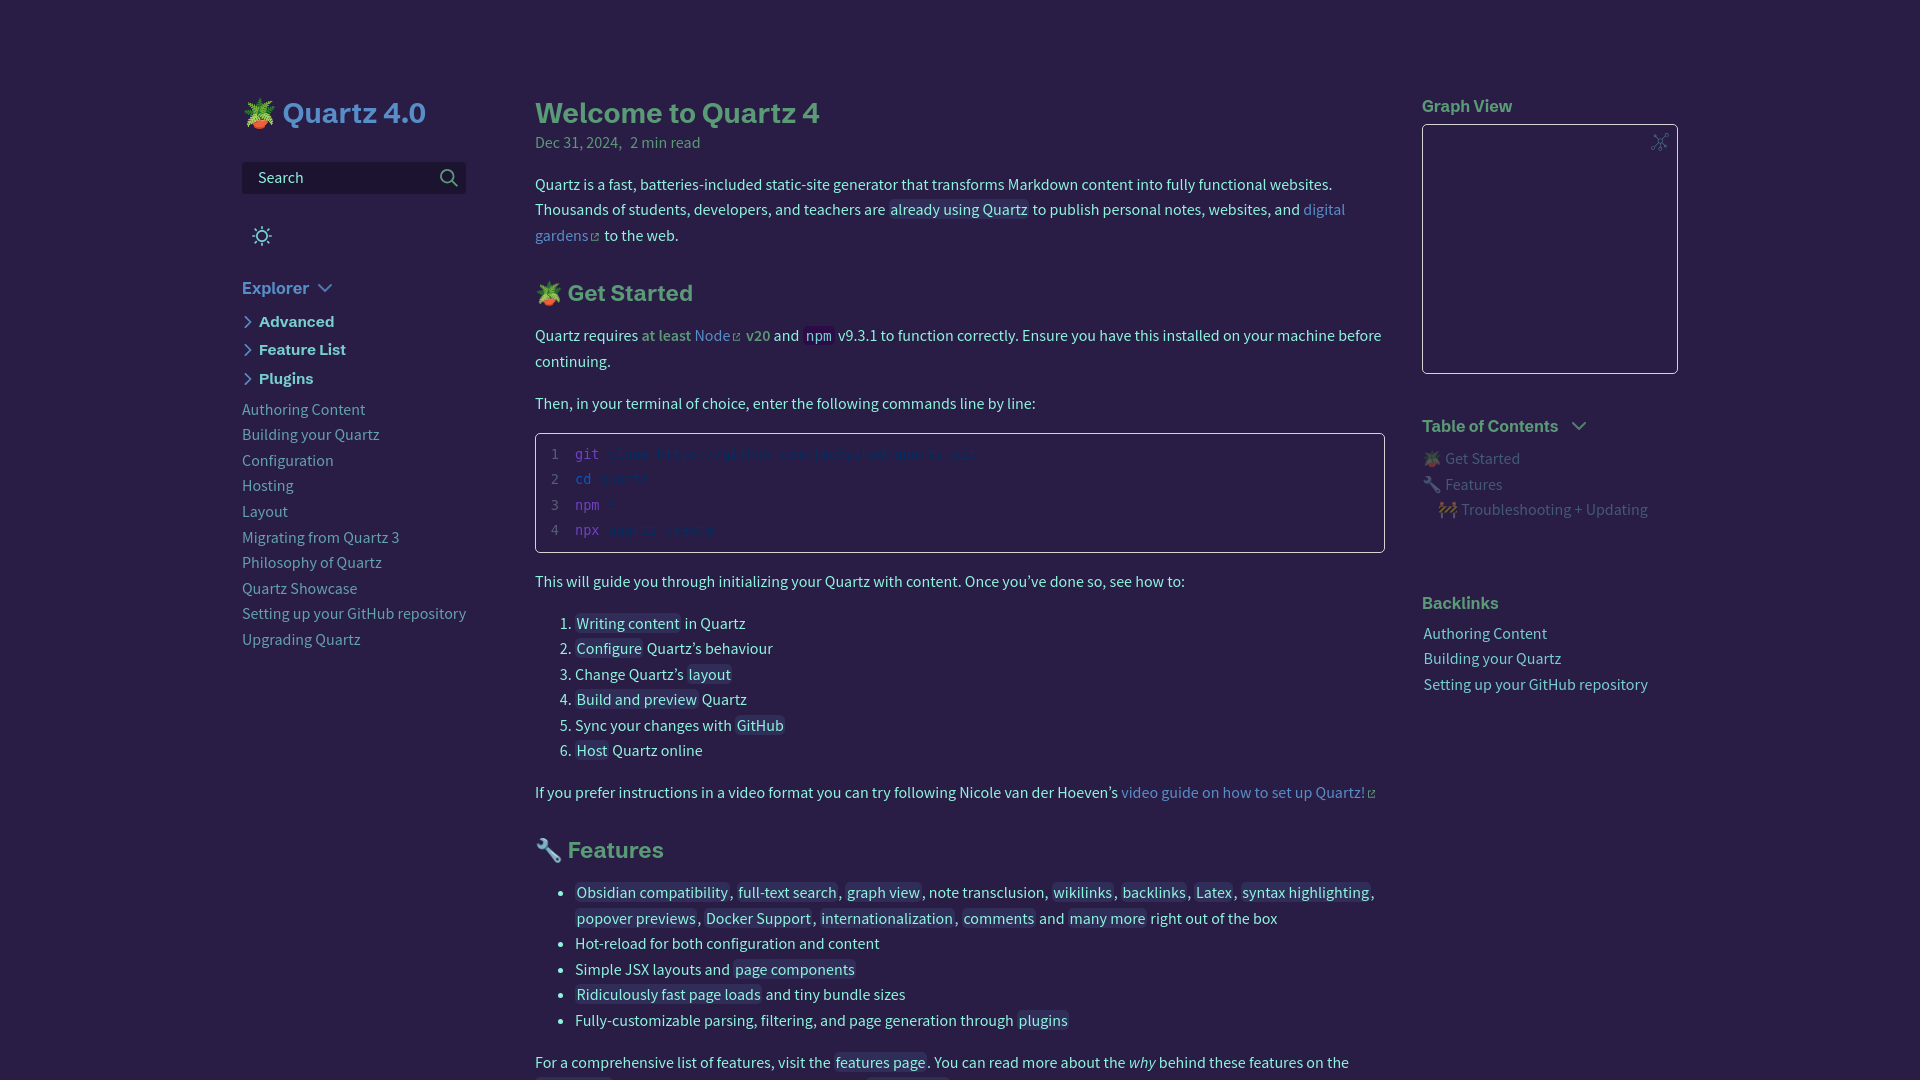 Quartz 4.0
Search
Explorer
Advanced
Feature List
Plugins
Authoring Content
Building your Quartz
Configuration
Hosting
Layout
Migrating from Quartz 3
Philosophy of Quartz
Quartz Showcase
Setting up your GitHub repository
Upgrading Quartz
Welcome to Quartz 4
Dec 31, 2024, 2 min read
Quartz is a fast, batteries-included static-site generator that transforms Markdown content into fully functional websites.
Thousands of students, developers, and teachers are already using Quartz to publish personal notes, websites, and digital
gardens to the web.
🪴 Get Started
Quartz requires at least Node v20 and npm v9.3.1 to function correctly. Ensure you have this installed on your machine before
continuing.
Then, in your terminal of choice, enter the following commands line by line:
1 git
2 cd
3 npm
4 npx
This will guide you through initializing your Quartz with content. Once you’ve done so, see how to:
1. Writing content in Quartz
2. Configure Quartz’s behaviour
3. Change Quartz’s layout
4. Build and preview Quartz
5. Sync your changes with GitHub
6. Host Quartz online
If you prefer instructions in a video format you can try following Nicole van der Hoeven’s video guide on how to set up Quartz!
🔧 Features
• Obsidian compatibility, full-text search, graph view, note transclusion, wikilinks, backlinks, Latex, syntax highlighting,
popover previews, Docker Support, internationalization, comments and many more right out of the box
• Hot-reload for both configuration and content
• Simple JSX layouts and page components
• Ridiculously fast page loads and tiny bundle sizes
• Fully-customizable parsing, filtering, and page generation through plugins
For a comprehensive list of features, visit the features page. You can read more about the why behind these features on the
Graph View
Table of Contents
🪴 Get Started
🔧 Features
🚧 Troubleshooting + Updating
Backlinks
Authoring Content
Building your Quartz
Setting up your GitHub repository